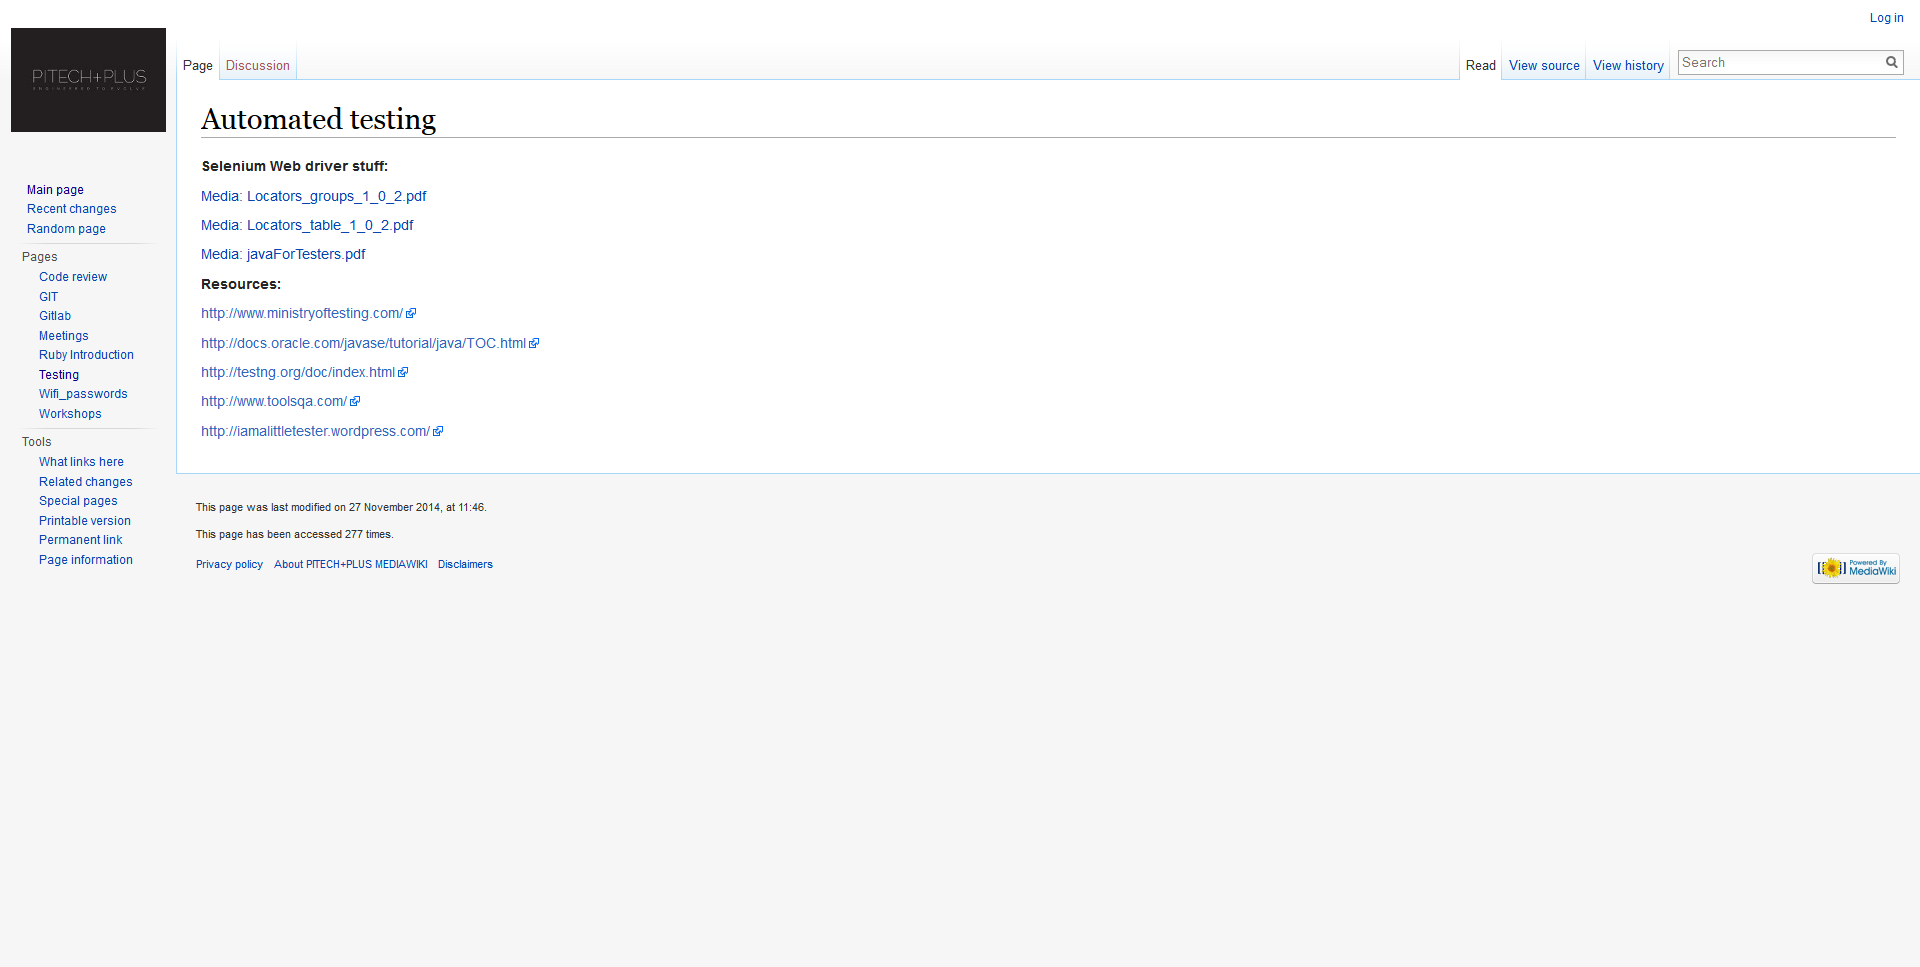 Log in
PITECH+PLUS
ENGINEERED TO EVOLVE
Page
Discussion
Read
View source
View history
Search
Automated testing
Selenium Web driver stuff:
Media: Locators_groups_1_0_2.pdf
Media: Locators_table_1_0_2.pdf
Media: javaForTesters.pdf
Resources:
http://www.ministryoftesting.com/
http://docs.oracle.com/javase/tutorial/java/TOC.html
http://testng.org/doc/index.html
http://www.toolsqa.com/
http://iamalittletester.wordpress.com/
Main page
Recent changes
Random page
Pages
Code review
GIT
Gitlab
Meetings
Ruby Introduction
Testing
Wifi_passwords
Workshops
Tools
What links here
Related changes
Special pages
Printable version
Permanent link
Page information
This page was last modified on 27 November 2014, at 11:46.
This page has been accessed 277 times.
Privacy policy About PITECH+PLUS MEDIAWIKI Disclaimers
Powered By
MediaWiki